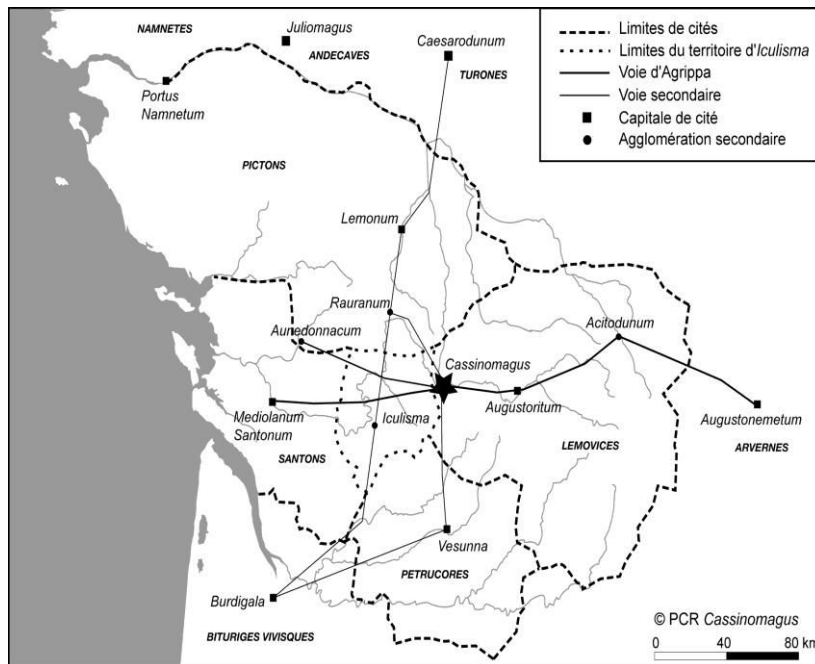 NAMNETES
Juliomagus
ANDECAVES
Caesarodunum
TURONES
Portus
Namnetum
PICTONS
Lemonum
Rauranum
Aunedonnacum
Acitodunum
Cassinomagus
Mediolanum
Santonum
Iculisma
Augustoritum
Augustonemetum
SANTONS
LEMOVICES
ARVERNES
Vesunna
PETRUCORES
Burdigala
BITURIGES VIVISQUES
Limites de cités
Limites du territoire d'Iculisma
Voie d'Agrippa
Voie secondaire
Capitale de cité
Agglomération secondaire
© PCR Cassinomagus
0 40 80 km